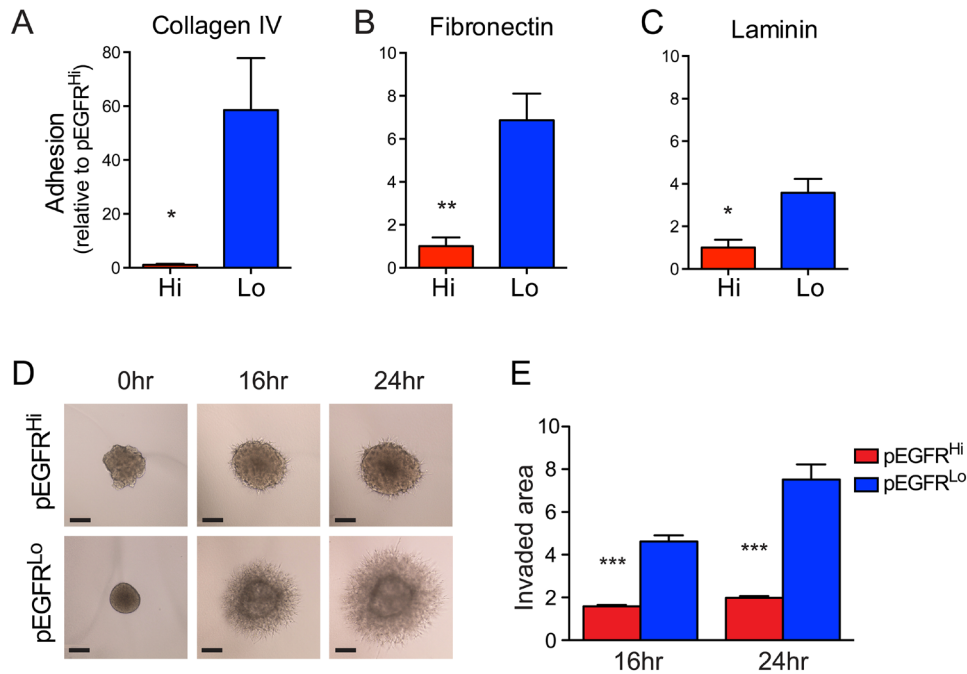 A
Collagen IV
Adhesion
(relative to pEGFRHi)
80
60
40
20
0
*
Hi
Lo
B
Fibronectin
10
8
6
4
2
0
**
Hi
Lo
C
Laminin
10
8
6
4
2
0
*
Hi
Lo
D
0hr
16hr
24hr
pEGFRHi
pEGFRLo
E
Invaded area
10
8
6
4
2
0
***
***
16hr
24hr
pEGFRHi
pEGFRLo